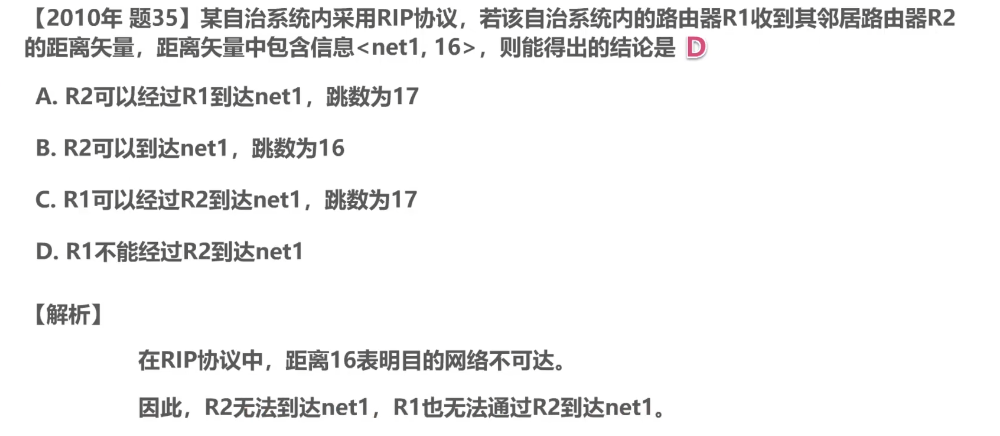 【2010年 题35】某自治系统内采用RIP协议，若该自治系统内的路由器R1收到其邻居路由器R2
的距离矢量，距离矢量中包含信息<net1, 16>，则能得出的结论是 D
A. R2可以经过R1到达net1，跳数为17
B. R2可以到达net1，跳数为16
C. R1可以经过R2到达net1，跳数为17
D. R1不能经过R2到达net1
【解析】
在RIP协议中，距离16表明目的网络不可达。
因此，R2无法到达net1，R1也无法通过R2到达net1。